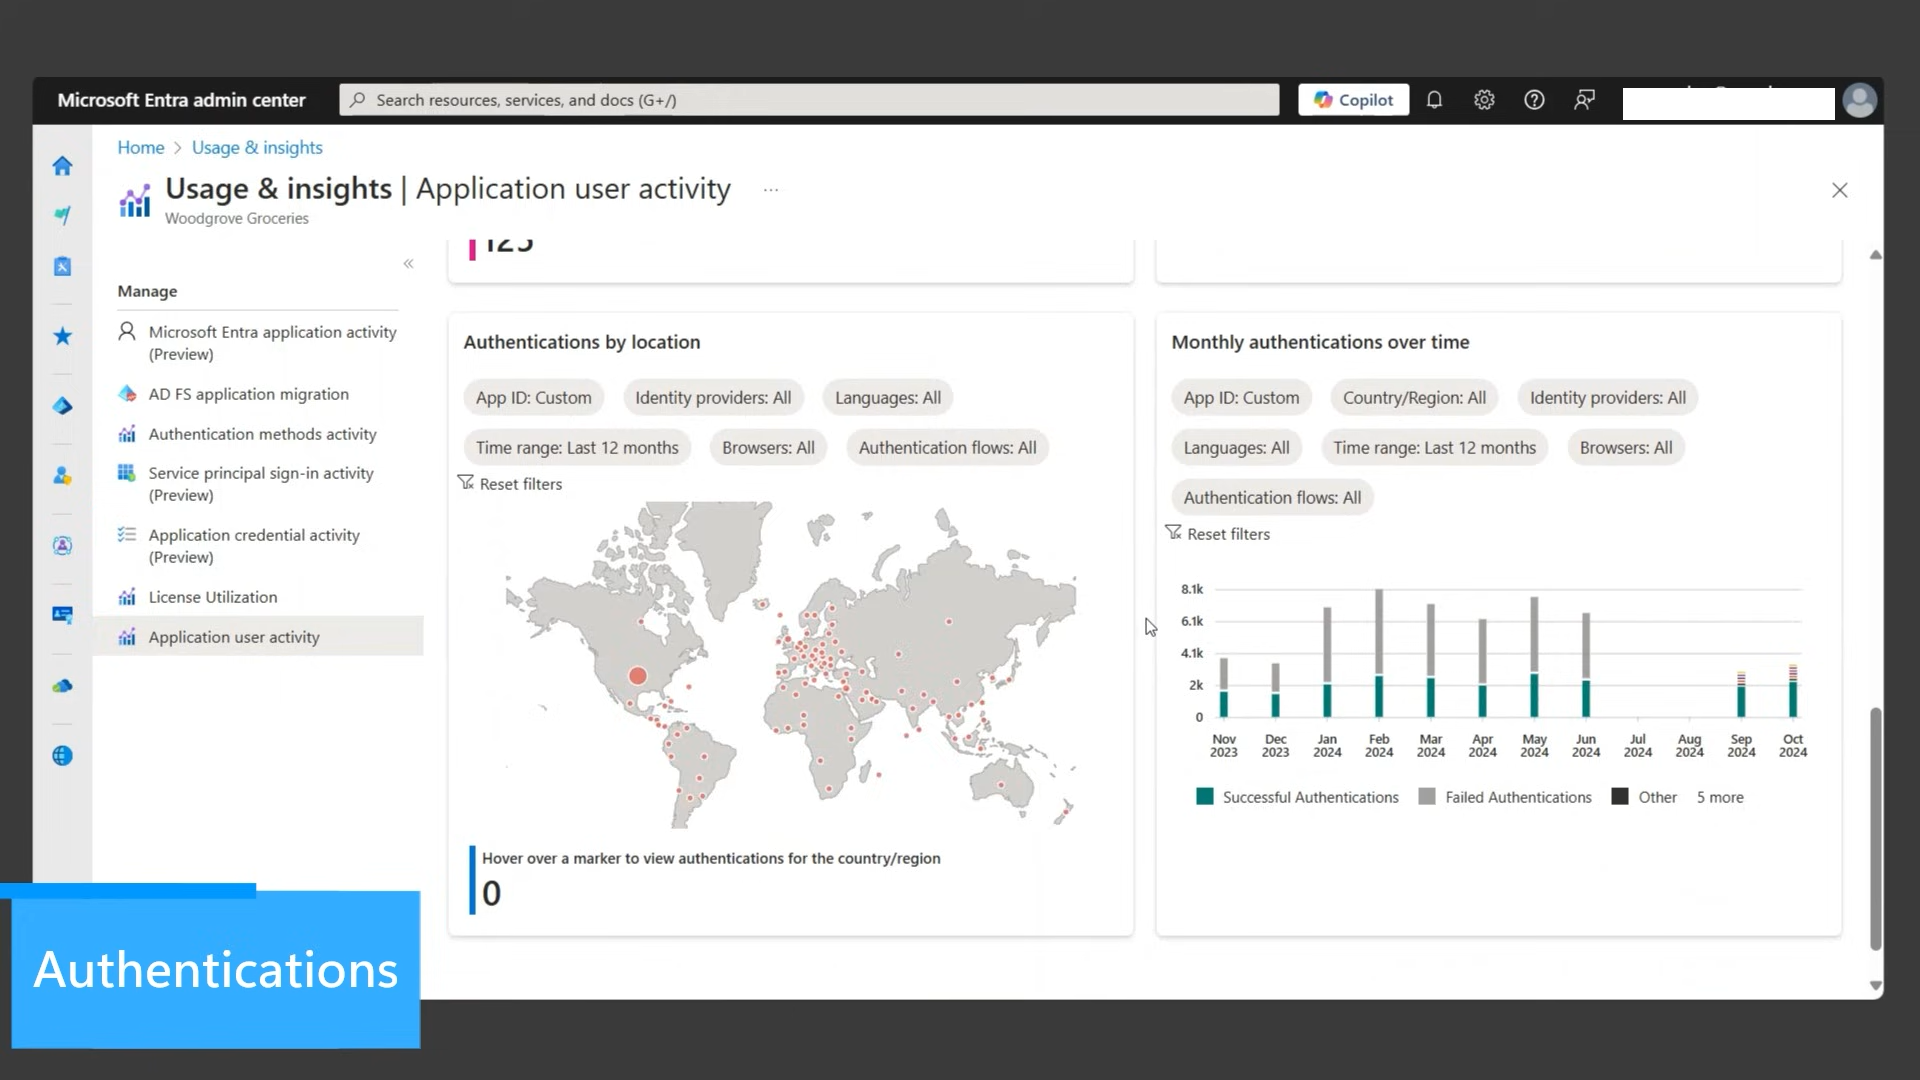 Microsoft Entra admin center
Search resources, services, and docs (G+/)
Copilot
Home > Usage & insights
Usage & insights | Application user activity ...
Woodgrove Groceries
«
Manage
Microsoft Entra application activity
(Preview)
AD FS application migration
Authentication methods activity
Service principal sign-in activity
(Preview)
Application credential activity
(Preview)
License Utilization
Application user activity
Authentications by location
App ID: Custom
Identity providers: All
Languages: All
Time range: Last 12 months
Browsers: All
Authentication flows: All
Reset filters
Hover over a marker to view authentications for the country/region
0
Monthly authentications over time
App ID: Custom
Country/Region: All
Identity providers: All
Languages: All
Time range: Last 12 months
Browsers: All
Authentication flows: All
Reset filters
8.1k
6.1k
4.1k
2k
0
Nov 2023
Dec 2023
Jan 2024
Feb 2024
Mar 2024
Apr 2024
May 2024
Jun 2024
Jul 2024
Aug 2024
Sep 2024
Oct 2024
Successful Authentications
Failed Authentications
Other
5 more
Authentications